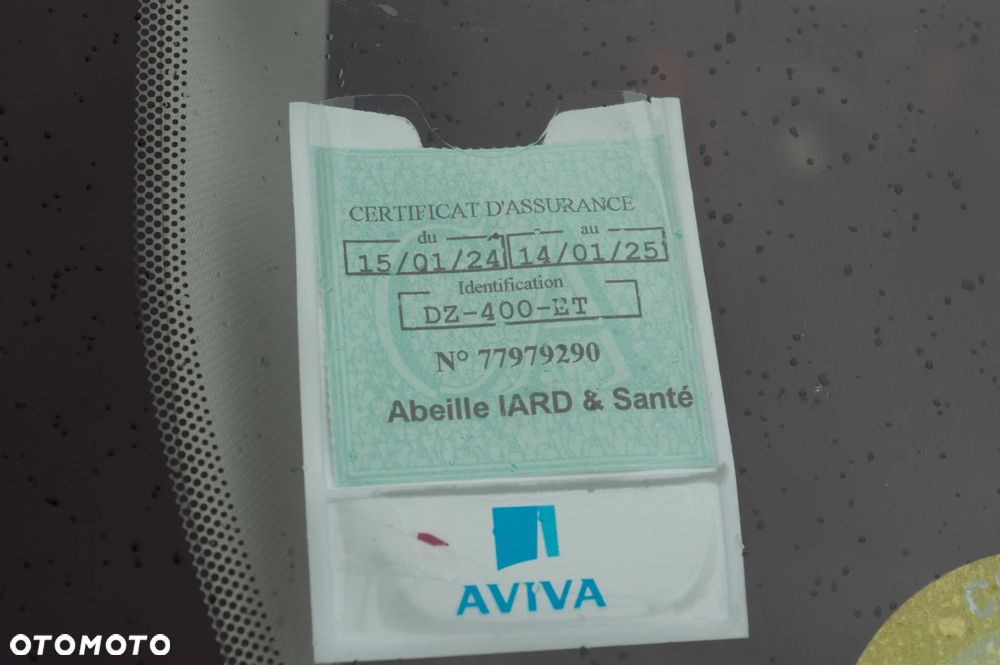 CERTIFICAT D'ASSURANCE
du au
15/01/24 14/01/25
Identification
DZ-400-ET
N° 77979290
Abeille IARD & Santé
AVIVA
OTOMOTO